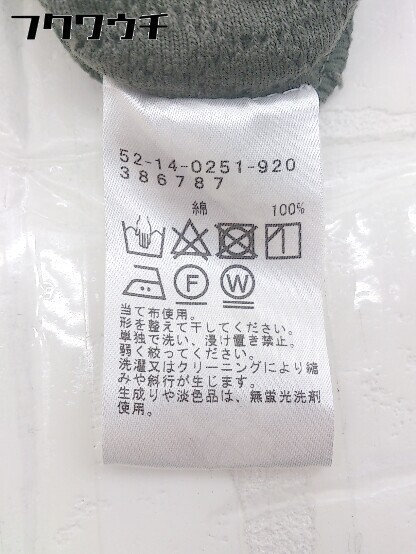 フクワウチ
52-14-0251-920
386787
綿 100%
F W
当て布使用。
形を整えて干してください。
単独で洗い、浸け置き禁止。
弱く絞ってください。
洗濯又はクリーニングにより縮
みや斜行が生じます。
生成りや淡色品は、無蛍光洗剤
使用。